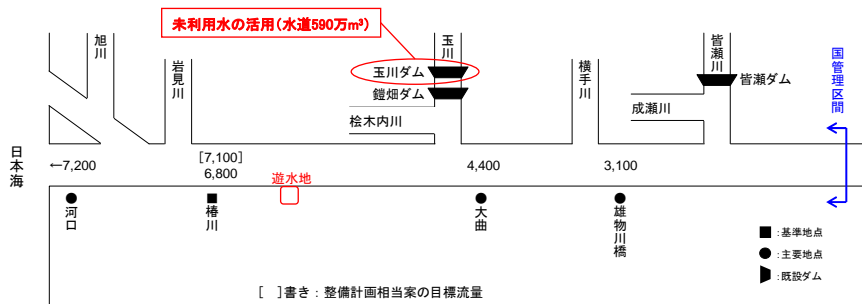 未利用水の活用(水道590万m³)
旭川
岩見川
玉川
玉川ダム
鎧畑ダム
桧木内川
横手川
皆瀬川
皆瀬ダム
成瀬川
国管理区間
日本海
←7,200
[7,100]
6,800
4,400
3,100
遊水地
河口
椿川
大曲
雄物川橋
■:基準地点
●:主要地点
:既設ダム
[ ]書き:整備計画相当案の目標流量